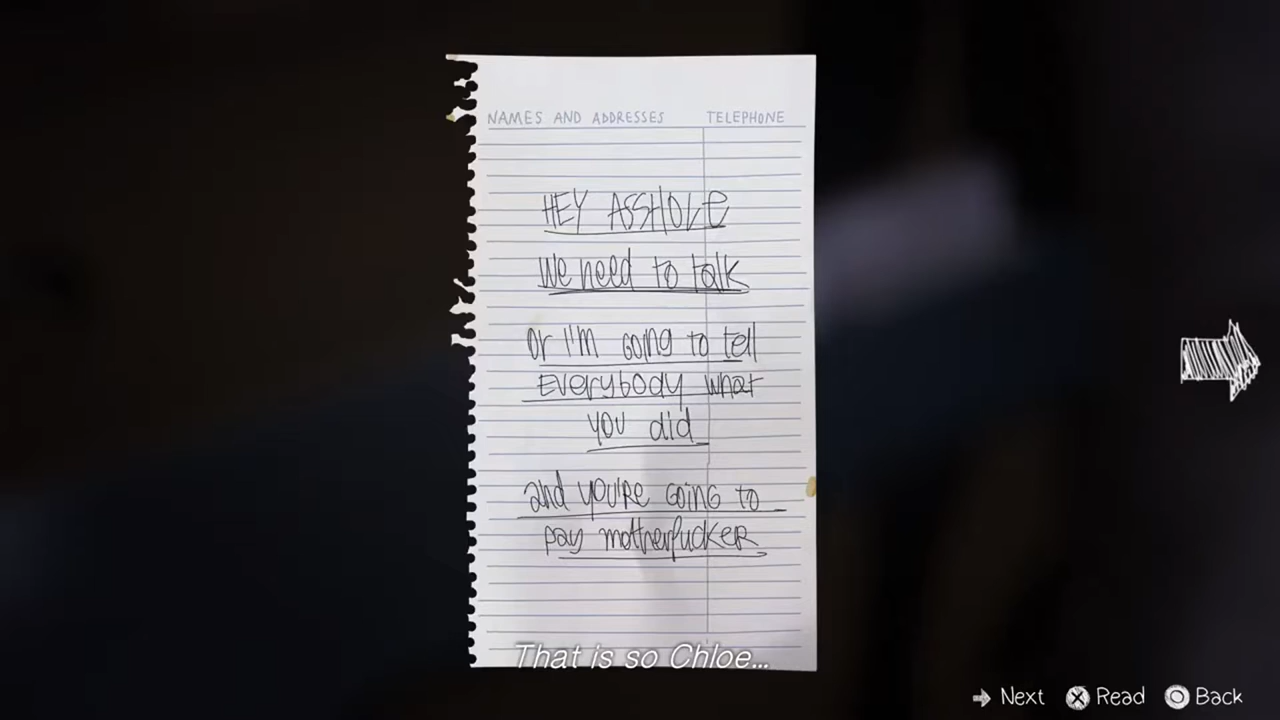 NAMES AND ADDRESSES TELEPHONE
HEY ASSHOLE
We need to talk
Or I'm going to tell
Everybody what
you did
and you're going to
pay motherfucker
That is so Chloe...
Next Read Back